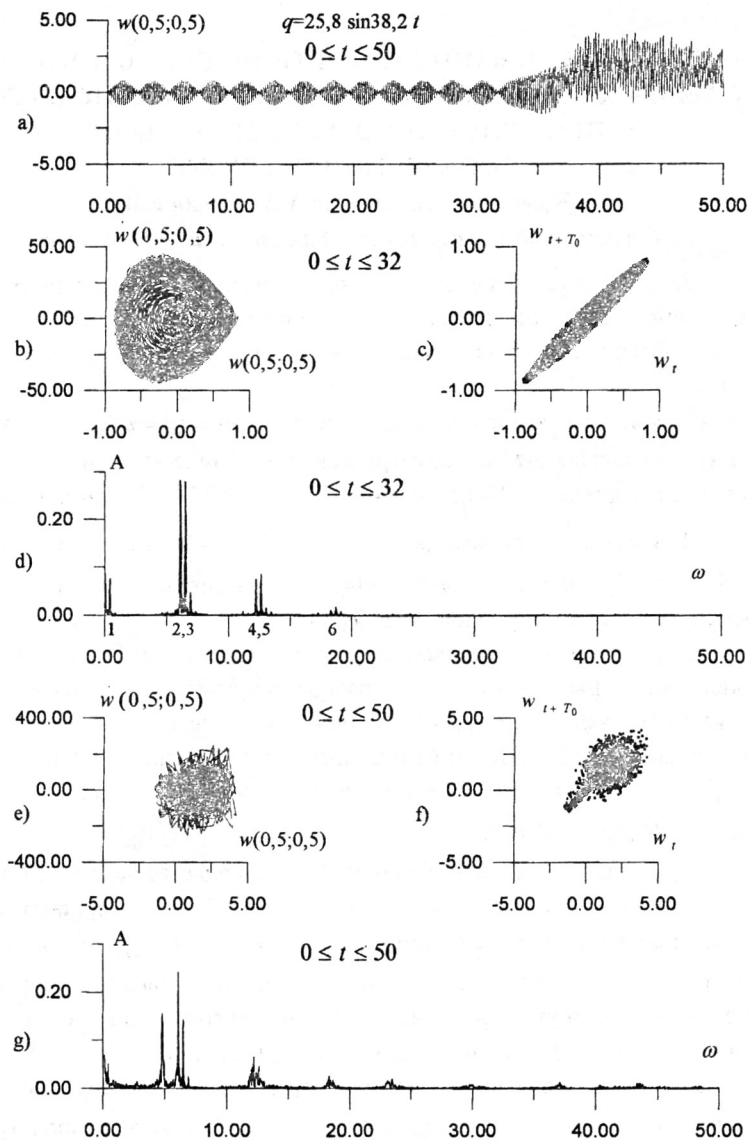 w(0,5;0,5)
q=25,8 sin38,2 t
0 ≤ t ≤ 50
5.00
0.00
a)
-5.00
0.00 10.00 20.00 30.00 40.00 50.00
ẇ(0,5;0,5)
0 ≤ t ≤ 32
w t + T0
50.00
0.00
b)
w(0,5;0,5)
-50.00
-1.00 0.00 1.00
1.00
0.00
c)
w t
-1.00
-1.00 0.00 1.00
A
0 ≤ t ≤ 32
0.20
d)
ω
0.00
1 2,3 4,5 6
0.00 10.00 20.00 30.00 40.00 50.00
ẇ(0,5;0,5)
0 ≤ t ≤ 50
w t + T0
400.00
0.00
e)
w(0,5;0,5)
-400.00
-5.00 0.00 5.00
5.00
0.00
f)
w t
-5.00
-5.00 0.00 5.00
A
0 ≤ t ≤ 50
0.20
g)
ω
0.00
0.00 10.00 20.00 30.00 40.00 50.00